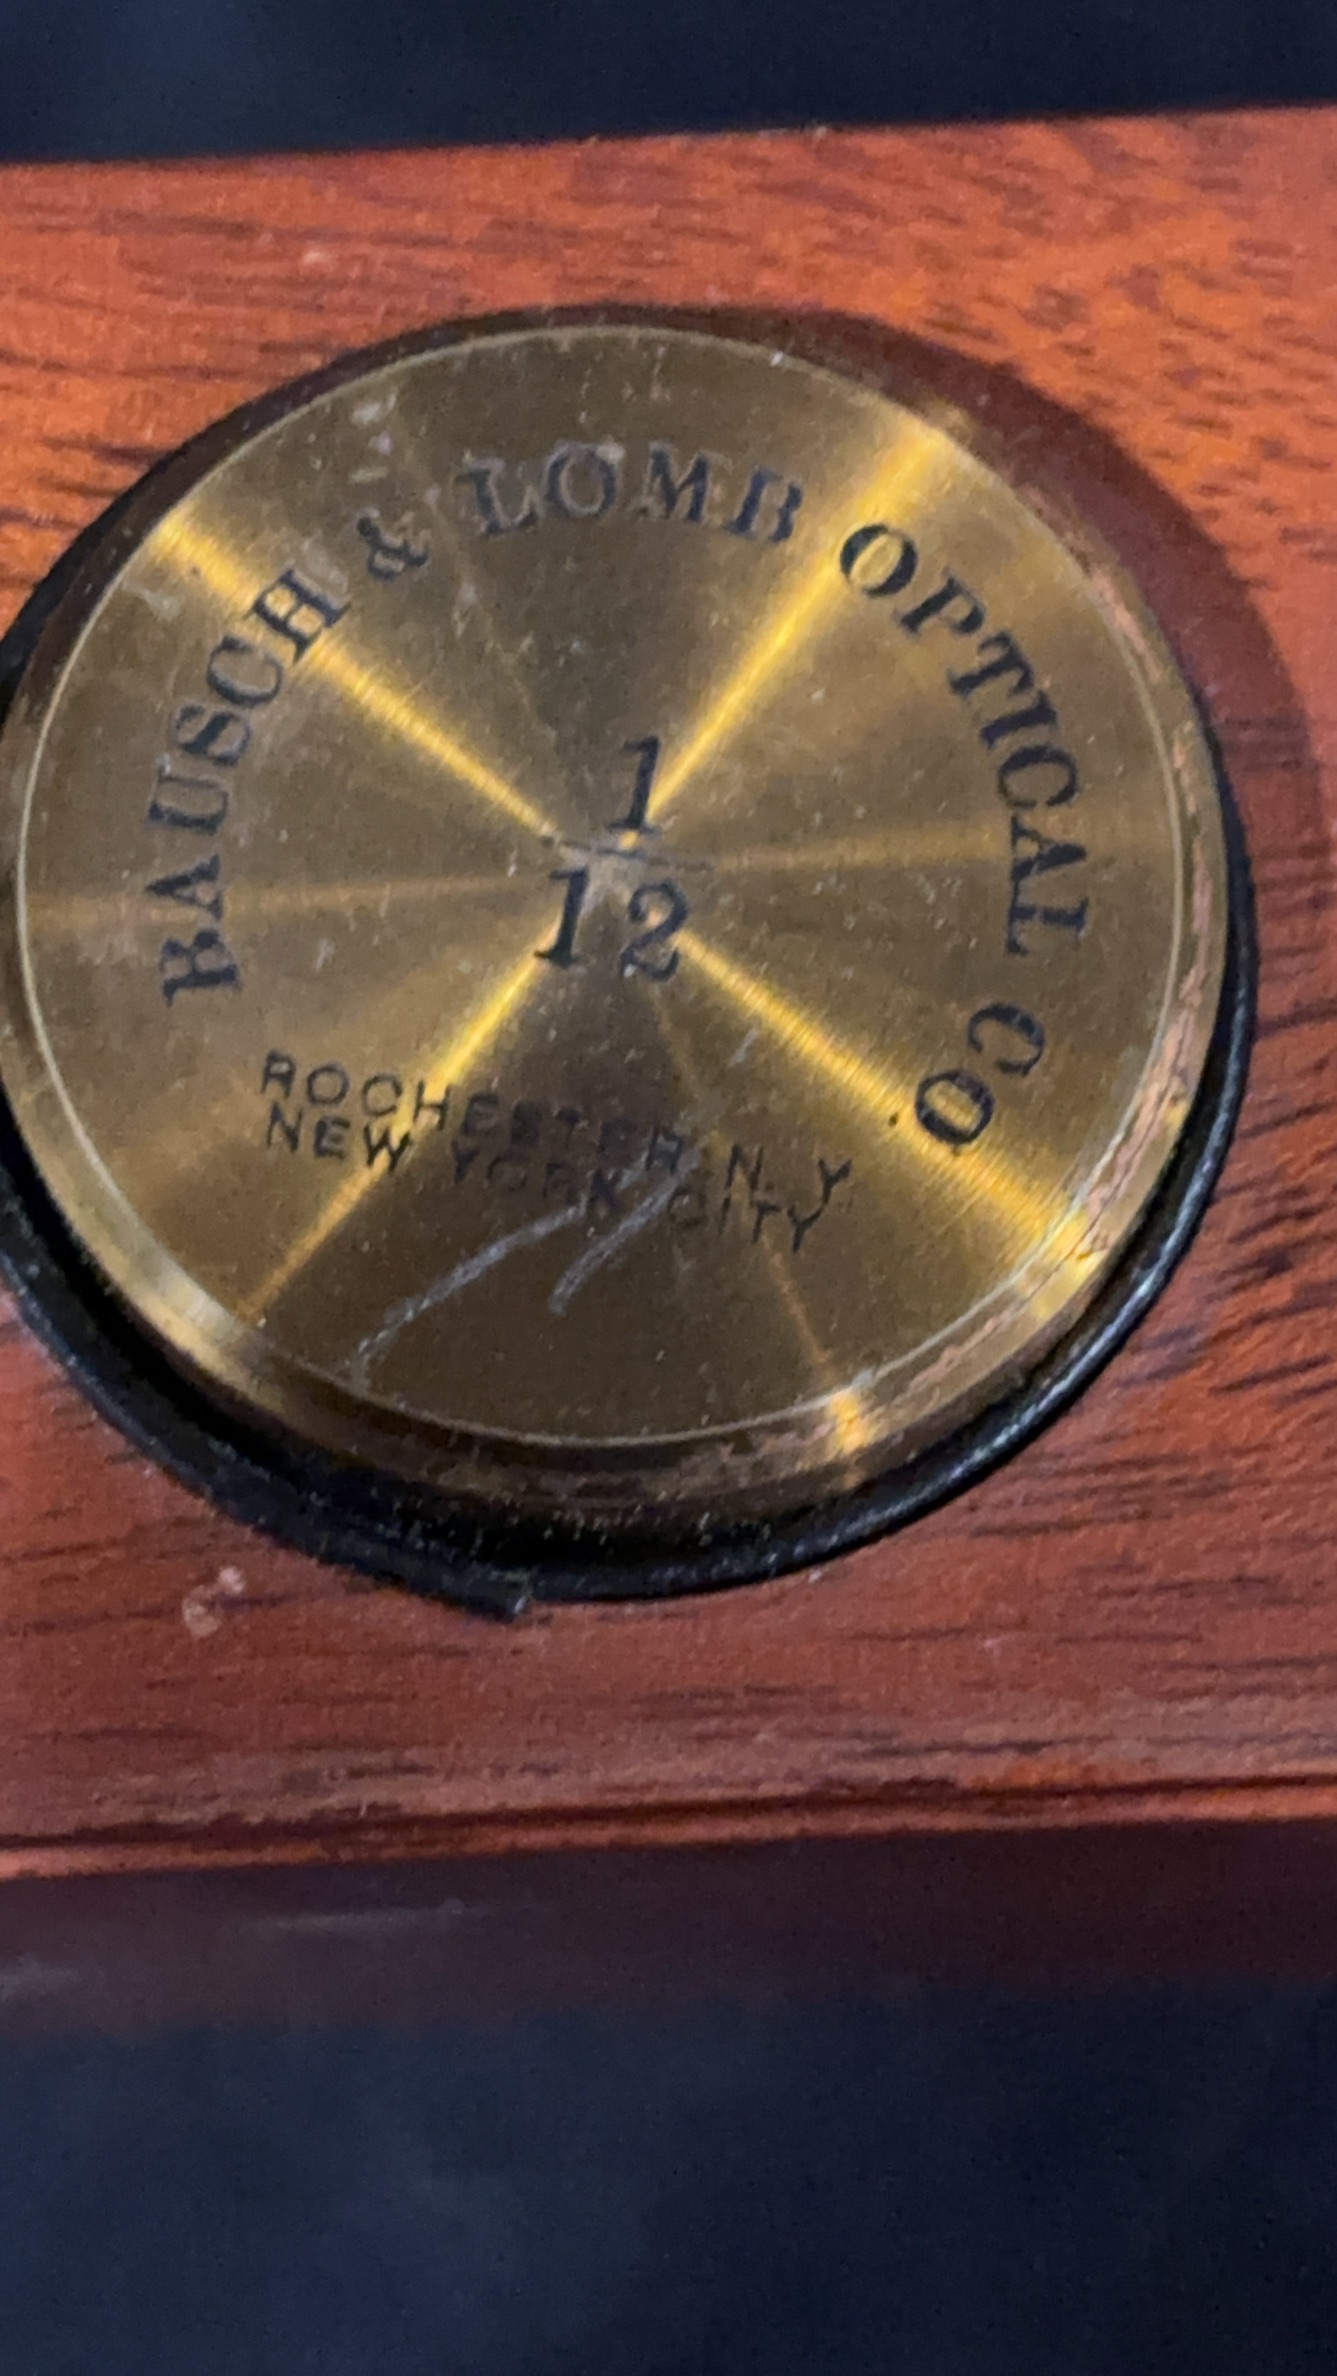 BAUSCH & LOMB OPTICAL CO
1
12
ROCHESTER, N. Y
NEW YORK CITY